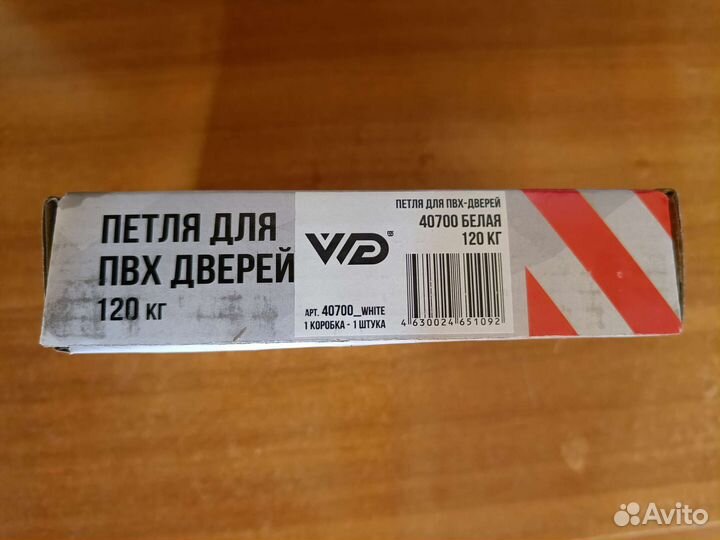 ПЕТЛЯ ДЛЯ
ПВХ ДВЕРЕЙ
120 КГ
VD
АРТ. 40700_WHITE
1 КОРОБКА - 1 ШТУКА
ПЕТЛЯ ДЛЯ ПВХ-ДВЕРЕЙ
40700 БЕЛАЯ
120 КГ
4 630024 651092
Avito